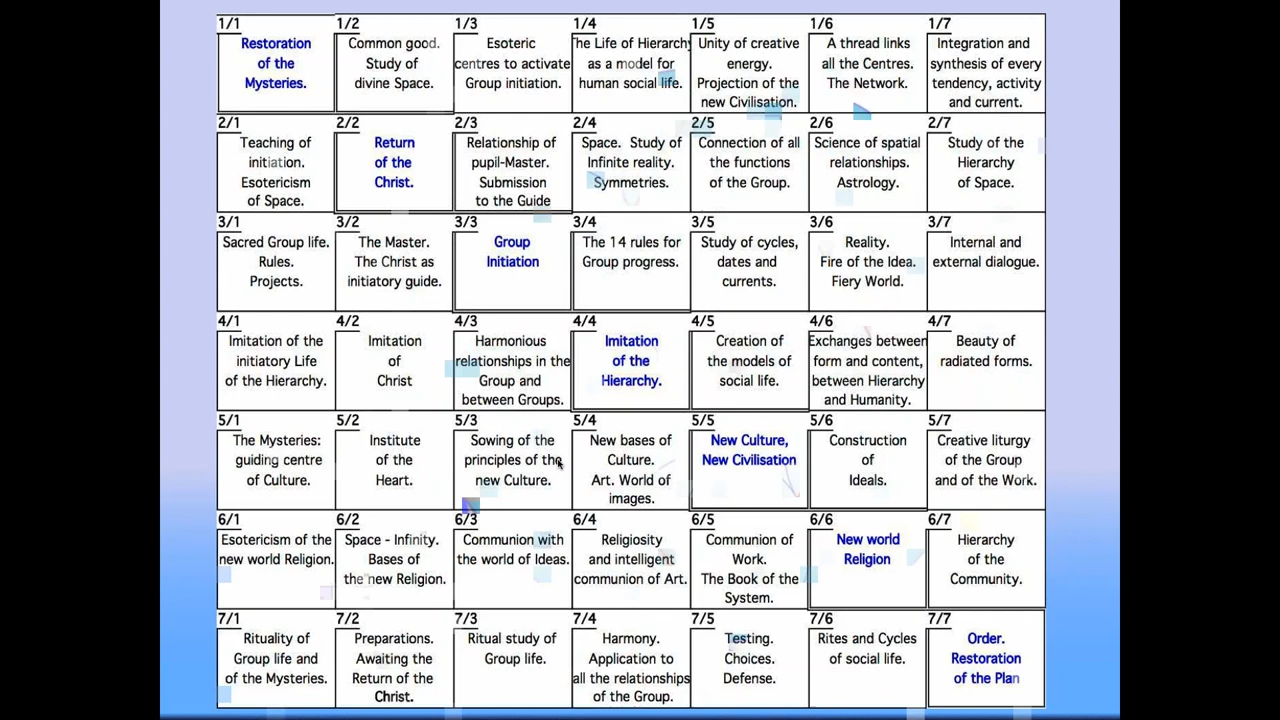 1/1 1/2 1/3 1/4 1/5 1/6 1/7
Restoration
of the
Mysteries.
Common good.
Study of
divine Space.
Esoteric
centres to activate
Group initiation.
The Life of Hierarchy
as a model for
human social life.
Unity of creative
energy.
Projection of the
new Civilisation.
A thread links
all the Centres.
The Network.
Integration and
synthesis of every
tendency, activity
and current.
2/1 2/2 2/3 2/4 2/5 2/6 2/7
Teaching of
initiation.
Esotericism
of Space.
Return
of the
Christ.
Relationship of
pupil-Master.
Submission
to the Guide
Space. Study of
Infinite reality.
Symmetries.
Connection of all
the functions
of the Group.
Science of spatial
relationships.
Astrology.
Study of the
Hierarchy
of Space.
3/1 3/2 3/3 3/4 3/5 3/6 3/7
Sacred Group life.
Rules.
Projects.
The Master.
The Christ as
initiatory guide.
Group
Initiation
The 14 rules for
Group progress.
Study of cycles,
dates and
currents.
Reality.
Fire of the Idea.
Fiery World.
Internal and
external dialogue.
4/1 4/2 4/3 4/4 4/5 4/6 4/7
Imitation of the
initiatory Life
of the Hierarchy.
Imitation
of
Christ
Harmonious
relationships in the
Group and
between Groups.
Imitation
of the
Hierarchy.
Creation of
the models of
social life.
Exchanges between
form and content,
between Hierarchy
and Humanity.
Beauty of
radiated forms.
5/1 5/2 5/3 5/4 5/5 5/6 5/7
The Mysteries:
guiding centre
of Culture.
Institute
of the
Heart.
Sowing of the
principles of the
new Culture.
New bases of
Culture.
Art. World of
images.
New Culture,
New Civilisation
Construction
of
Ideals.
Creative liturgy
of the Group
and of the Work.
6/1 6/2 6/3 6/4 6/5 6/6 6/7
Esotericism of the
new world Religion.
Space - Infinity.
Bases of
the new Religion.
Communion with
the world of Ideas.
Religiosity
and intelligent
communion of Art.
Communion of
Work.
The Book of the
System.
New world
Religion
Hierarchy
of the
Community.
7/1 7/2 7/3 7/4 7/5 7/6 7/7
Rituality of
Group life and
of the Mysteries.
Preparations.
Awaiting the
Return of the
Christ.
Ritual study of
Group life.
Harmony.
Application to
all the relationships
of the Group.
Testing.
Choices.
Defense.
Rites and Cycles
of social life.
Order.
Restoration
of the Plan